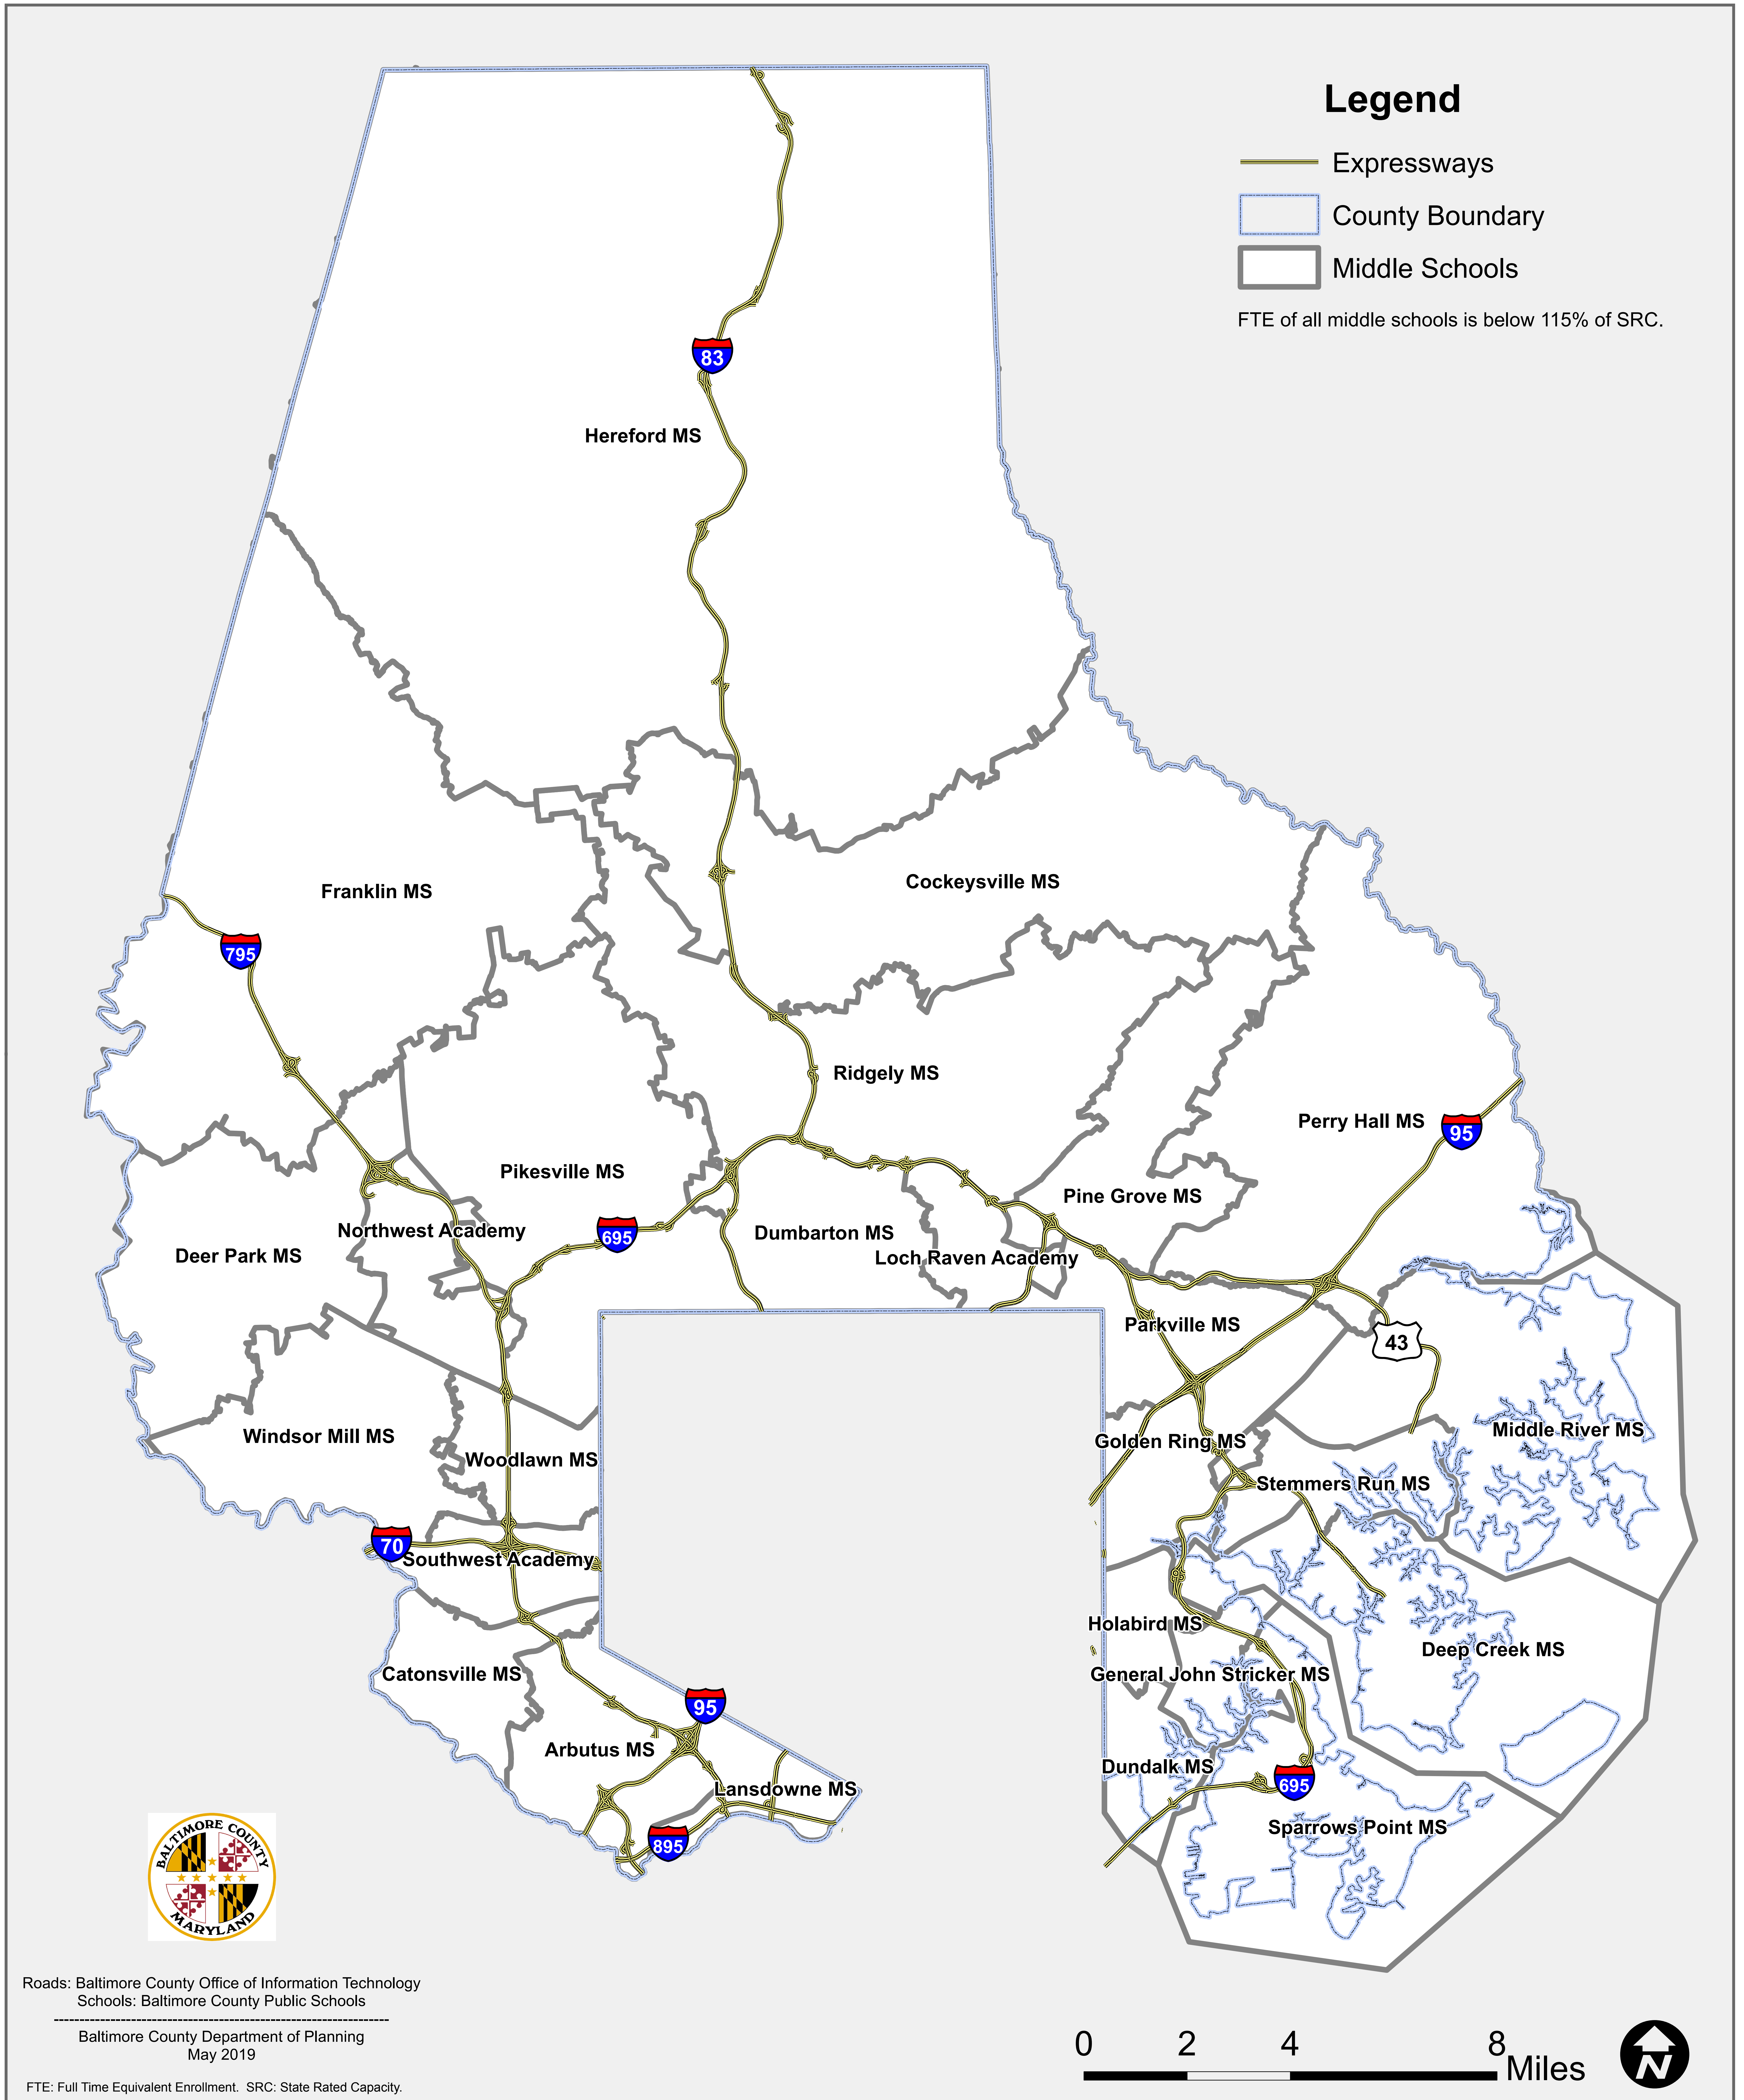 Legend
Expressways
County Boundary
Middle Schools
FTE of all middle schools is below 115% of SRC.
83
Hereford MS
Franklin MS
Cockeysville MS
795
Ridgely MS
Perry Hall MS
95
Pikesville MS
Pine Grove MS
Northwest Academy
695
Dumbarton MS
Deer Park MS
Loch Raven Academy
Parkville MS
43
Windsor Mill MS
Middle River MS
Golden Ring MS
Woodlawn MS
Stemmers Run MS
70
Southwest Academy
Holabird MS
Deep Creek MS
Catonsville MS
General John Stricker MS
95
Arbutus MS
Dundalk MS
695
Lansdowne MS
Sparrows Point MS
895
BALTIMORE COUNTY
MARYLAND
Roads: Baltimore County Office of Information Technology
Schools: Baltimore County Public Schools
------------------------------------------------------------------
Baltimore County Department of Planning
May 2019
FTE: Full Time Equivalent Enrollment. SRC: State Rated Capacity.
0 2 4 8
Miles
N